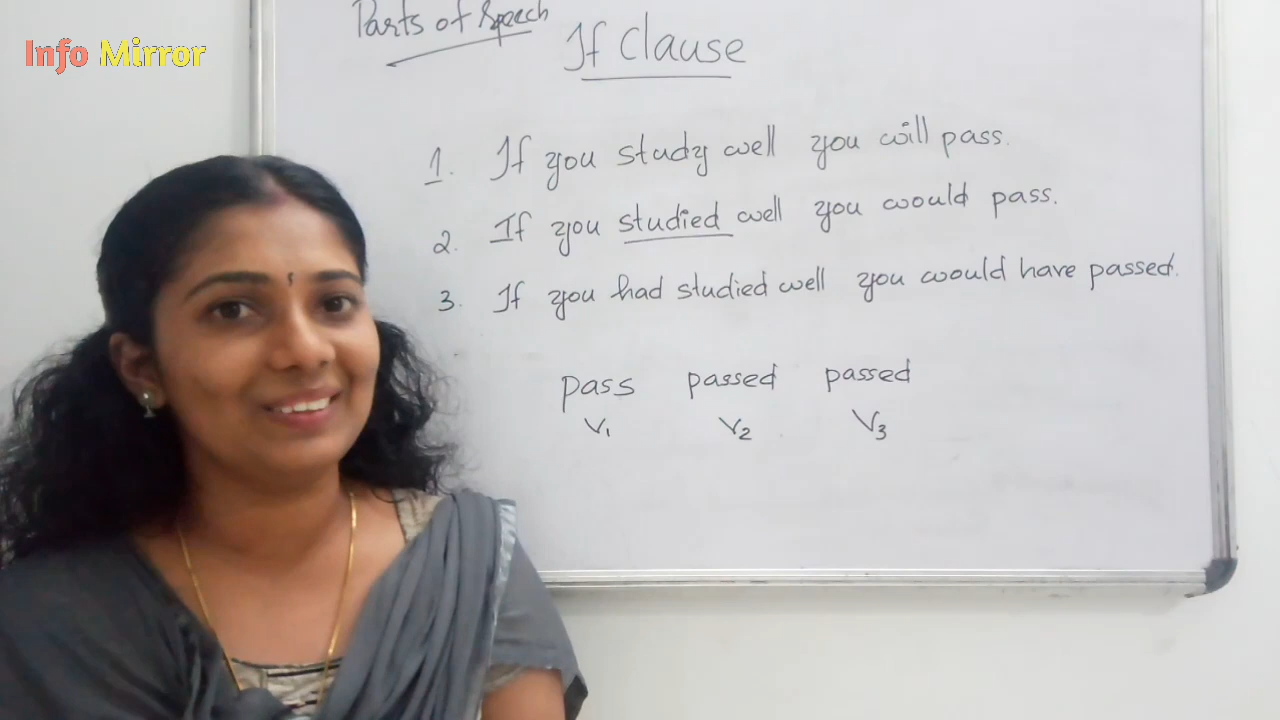 Info Mirror
Parts of Speech
If Clause
1. If you study well you will pass.
2. If you studied well you would pass.
3. If you had studied well you would have passed.
pass passed passed
V1 V2 V3